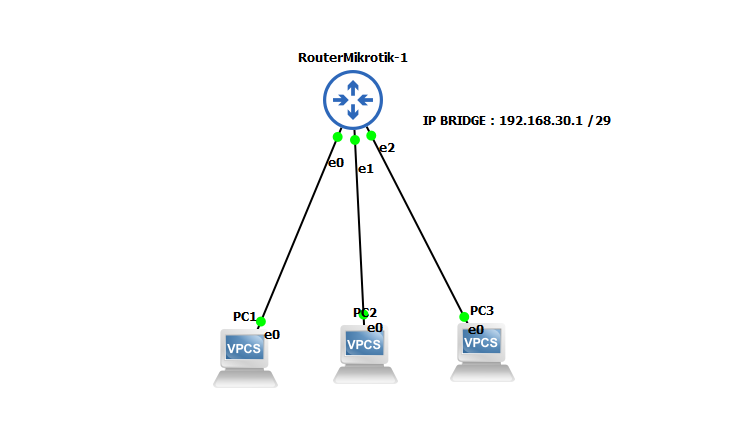 RouterMikrotik-1
IP BRIDGE : 192.168.30.1 /29
e0
e1
e2
PC1
PC2
PC3
e0
e0
e0
VPCS
VPCS
VPCS